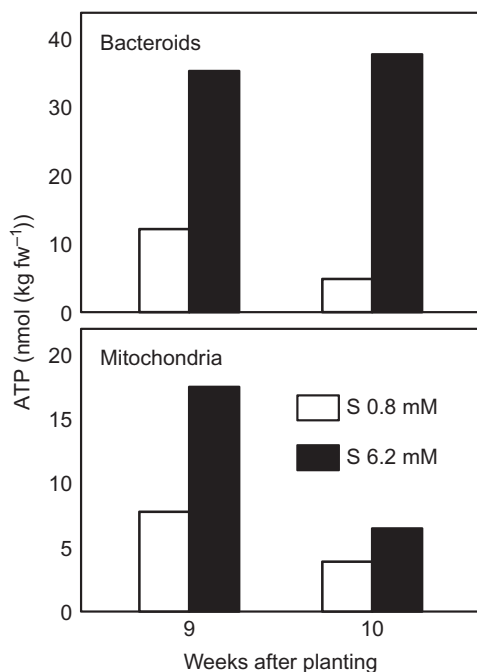 Bacteroids
40
30
20
10
0
ATP (nmol (kg fw⁻¹))
Mitochondria
20
15
10
5
0
S 0.8 mM
S 6.2 mM
9 10
Weeks after planting